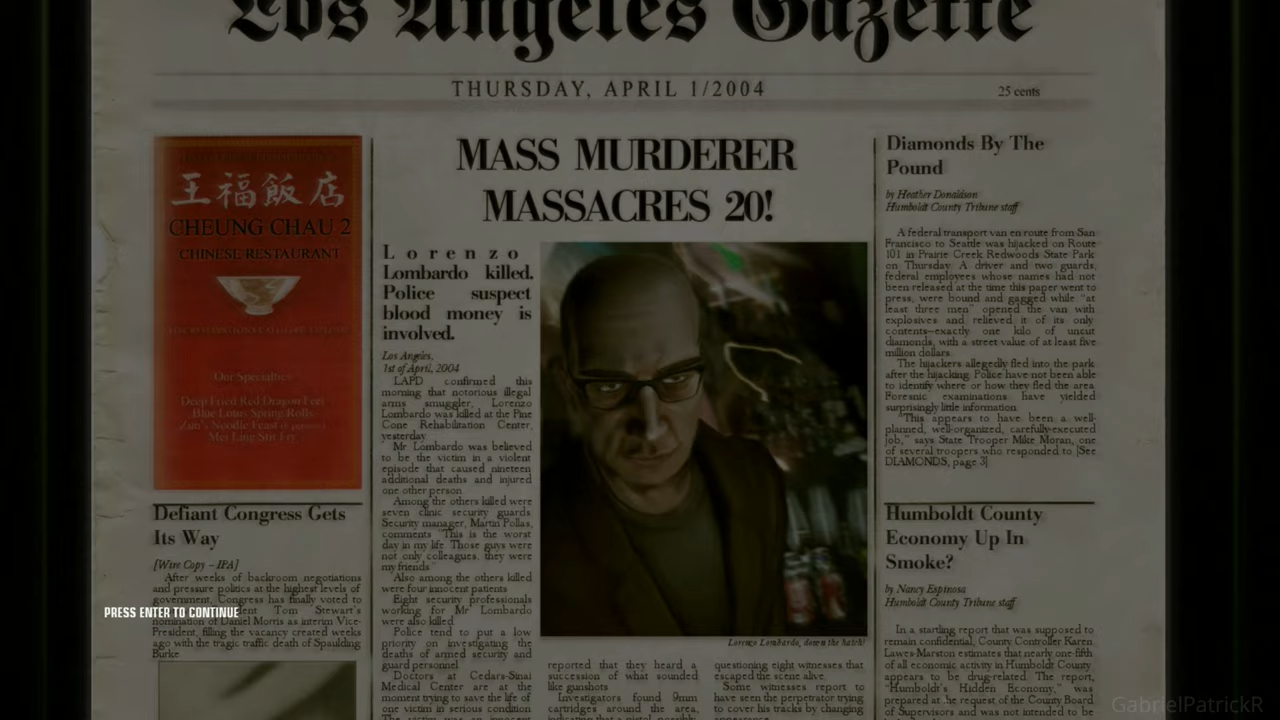 Los Angeles Gazette
THURSDAY, APRIL 1/2004
25 cents
王福飯店
CHEUNG CHAU 2
CHINESE RESTAURANT
Our Specialties
Deep Fried Red Dragon Feet
Blue Lotus Spring Rolls
Mei Ling Stir Fry
Defiant Congress Gets
Its Way
[Wire Copy – IPA]
After weeks of backroom negotiations
and pressure politics at the highest levels of
government, Congress has finally voted to
dent Tom Stewart's
nomination of Daniel Morris as interim Vice-
President, filling the vacancy created weeks
ago with the tragic traffic death of Spaulding
Burke
PRESS ENTER TO CONTINUE
MASS MURDERER
MASSACRES 20!
Lorenzo
Lombardo killed.
Police suspect
blood money is
involved.
Los Angeles,
1st of April, 2004
LAPD confirmed this
morning that notorious illegal
arms smuggler, Lorenzo
Lombardo was killed at the Pine
Cone Rehabilitation Center,
yesterday.
Mr Lombardo was believed
to be the victim in a violent
episode that caused nineteen
additional deaths and injured
one other person.
Among the others killed were
seven clinic security guards.
Security manager, Martin Pollas,
comments "This is the worst
day in my life. Those guys were
not only colleagues, they were
my friends."
Also among the others killed
were four innocent patients.
Eight security professionals
working for Mr Lombardo
were also killed.
Police tend to put a low
priority on investigating the
deaths of armed security and
guard personnel.
Doctors at Cedars-Sinai
Medical Center are at the
moment trying to save the life of
one victim in serious condition.
The victim was an innocent
Lorenzo Lombardo, down the hatch!
reported that they heard a
succession of what sounded
like gunshots.
Investigators found 9mm
cartridges around the area,
indicating that a pistol, possibly
questioning eight witnesses that
escaped the scene alive.
Some witnesses report to
have seen the perpetrator trying
to cover his tracks by changing
appearance.
Diamonds By The
Pound
by Heather Donaldson
Humboldt County Tribune staff
A federal transport van en route from San
Francisco to Seattle was hijacked on Route
101 in Prairie Creek Redwoods State Park
on Thursday. A driver and two guards,
federal employees whose names had not
been released at the time this paper went to
press, were bound and gagged while "at
least three men" opened the van with
explosives and relieved it of its only
contents—exactly one kilo of uncut
diamonds, with a street value of at least five
million dollars.
The hijackers allegedly fled into the park
after the hijacking. Police have not been able
to identify where or how they fled the area.
Forensic examinations have yielded
surprisingly little information.
"This appears to have been a well-
planned, well-organized, carefully-executed
job," says State Trooper Mike Moran, one
of several troopers who responded to [See
DIAMONDS, page 3]
Humboldt County
Economy Up In
Smoke?
by Nancy Espinosa
Humboldt County Tribune staff
In a startling report that was supposed to
remain confidential, County Controller Karen
Lawes-Marston estimates that nearly one-fifth
of all economic activity in Humboldt County
appears to be drug-related. The report,
"Humboldt's Hidden Economy," was
prepared at the request of the County Board
of Supervisors and was not intended to be
GabrielPatrickR